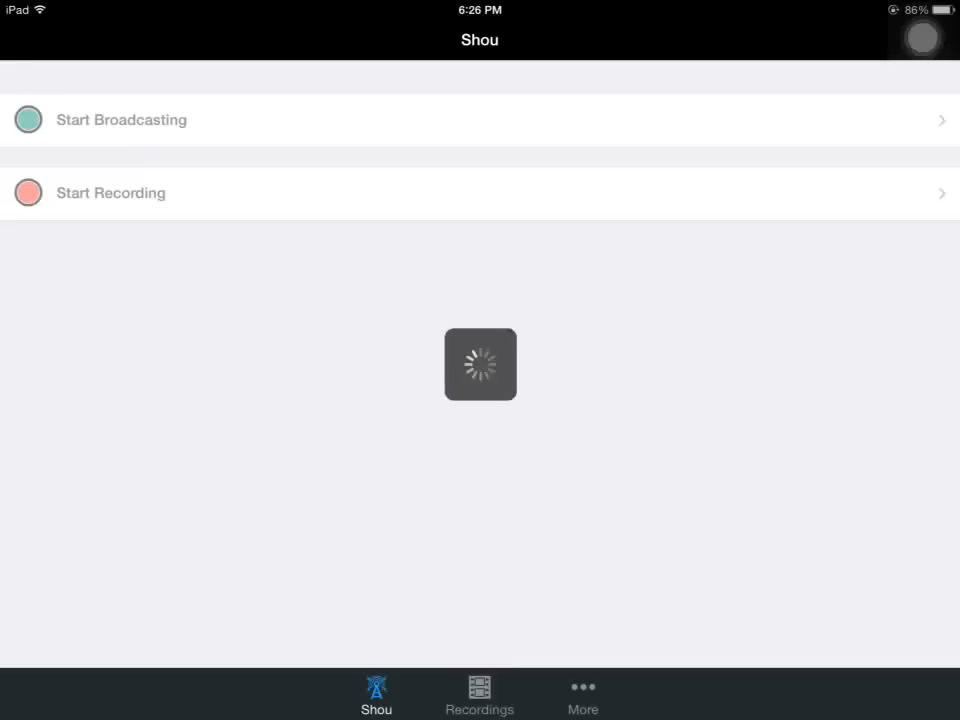 iPad 6:26 PM 86%
Shou
Start Broadcasting
Start Recording
Shou Recordings More